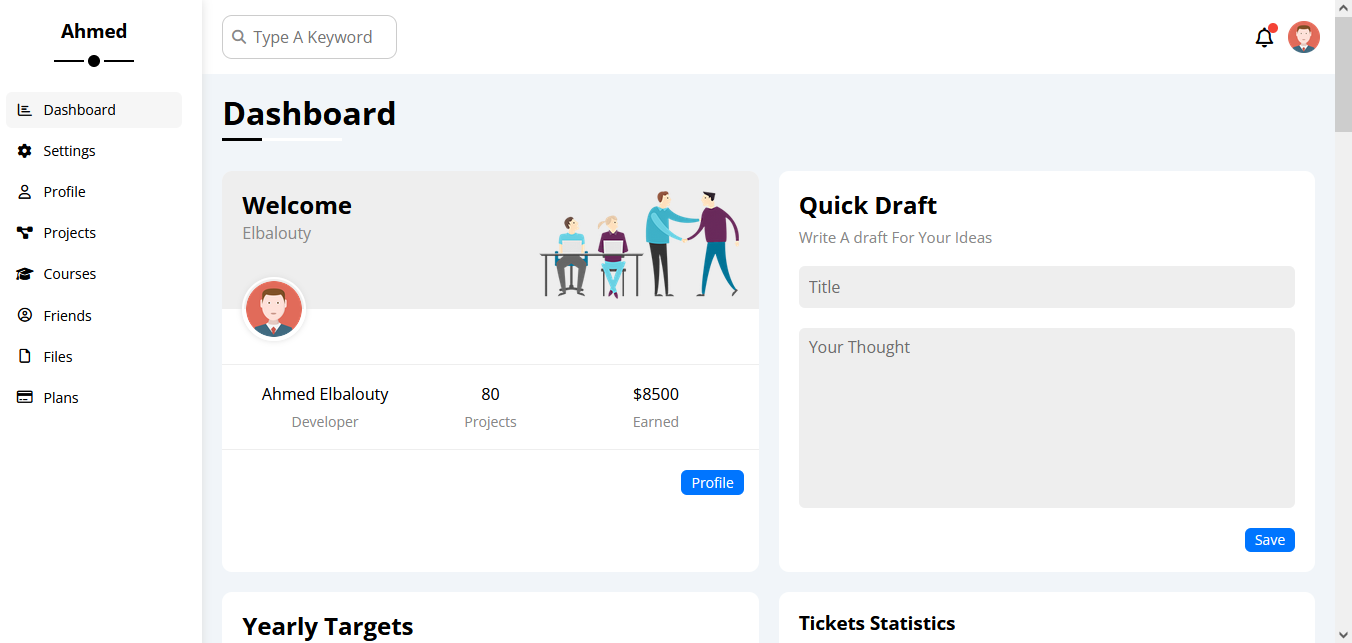 Ahmed
Dashboard
Settings
Profile
Projects
Courses
Friends
Files
Plans
Type A Keyword
Dashboard
Welcome
Elbalouty
Ahmed Elbalouty
Developer
80
Projects
$8500
Earned
Profile
Quick Draft
Write A draft For Your Ideas
Title
Your Thought
Save
Yearly Targets
Tickets Statistics